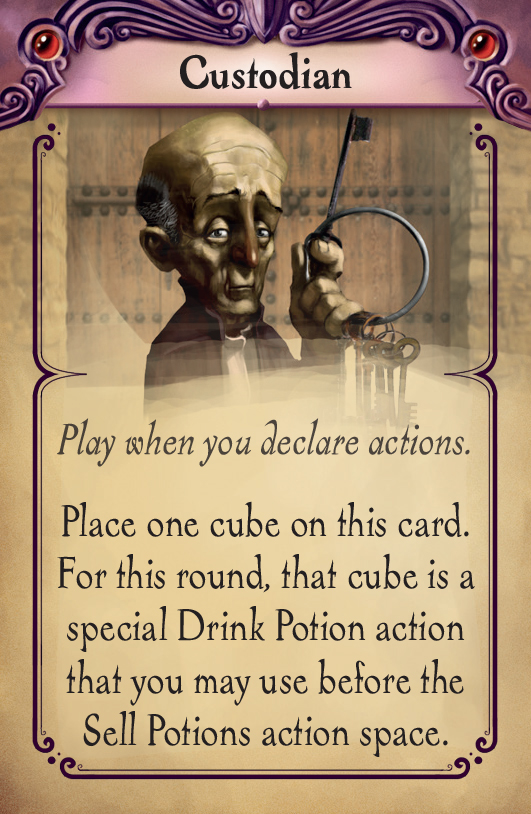 Custodian
Play when you declare actions.
Place one cube on this card.
For this round, that cube is a
special Drink Potion action
that you may use before the
Sell Potions action space.